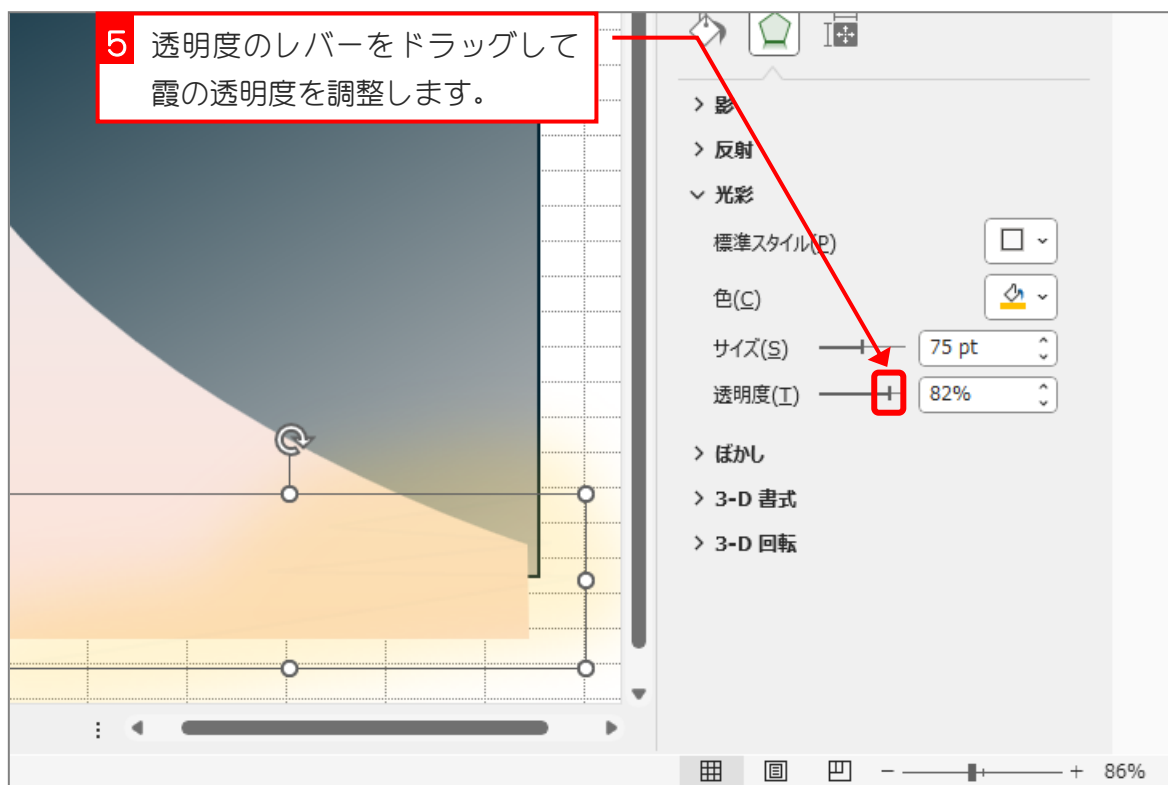 5 透明度のレバーをドラッグして
霞の透明度を調整します。
影
反射
光彩
標準スタイル(P)
色(C)
サイズ(S) 75 pt
透明度(T) 82%
ぼかし
3-D 書式
3-D 回転
86%